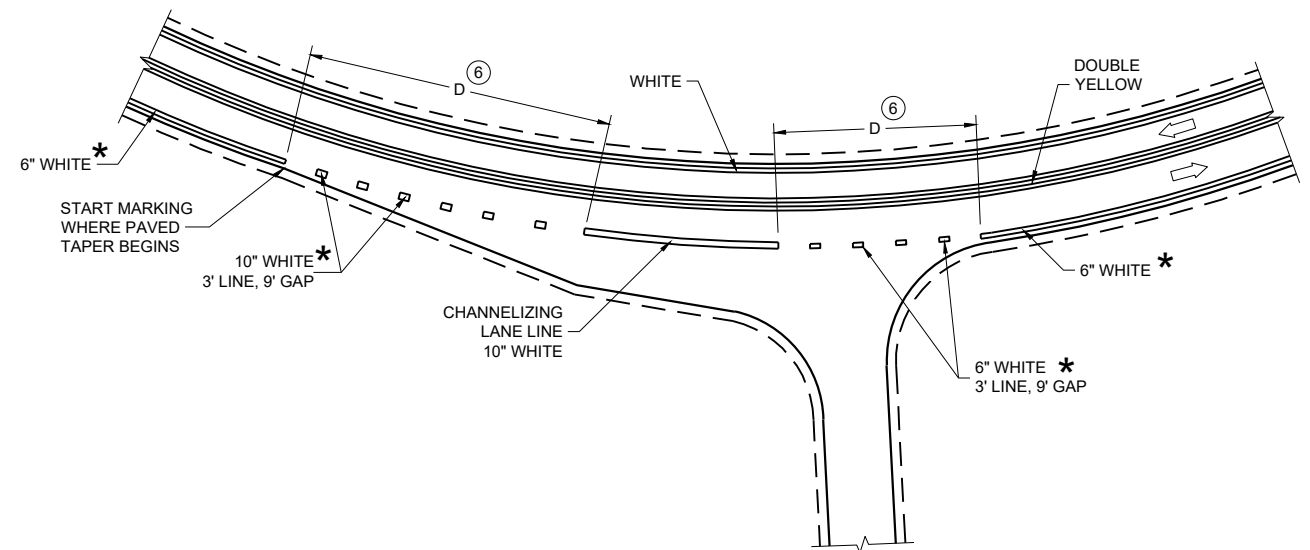 6
D
WHITE
DOUBLE
YELLOW
6
D
6" WHITE *
START MARKING
WHERE PAVED
TAPER BEGINS
10" WHITE *
3' LINE, 9' GAP
6" WHITE *
CHANNELIZING
LANE LINE
10" WHITE
6" WHITE *
3' LINE, 9' GAP